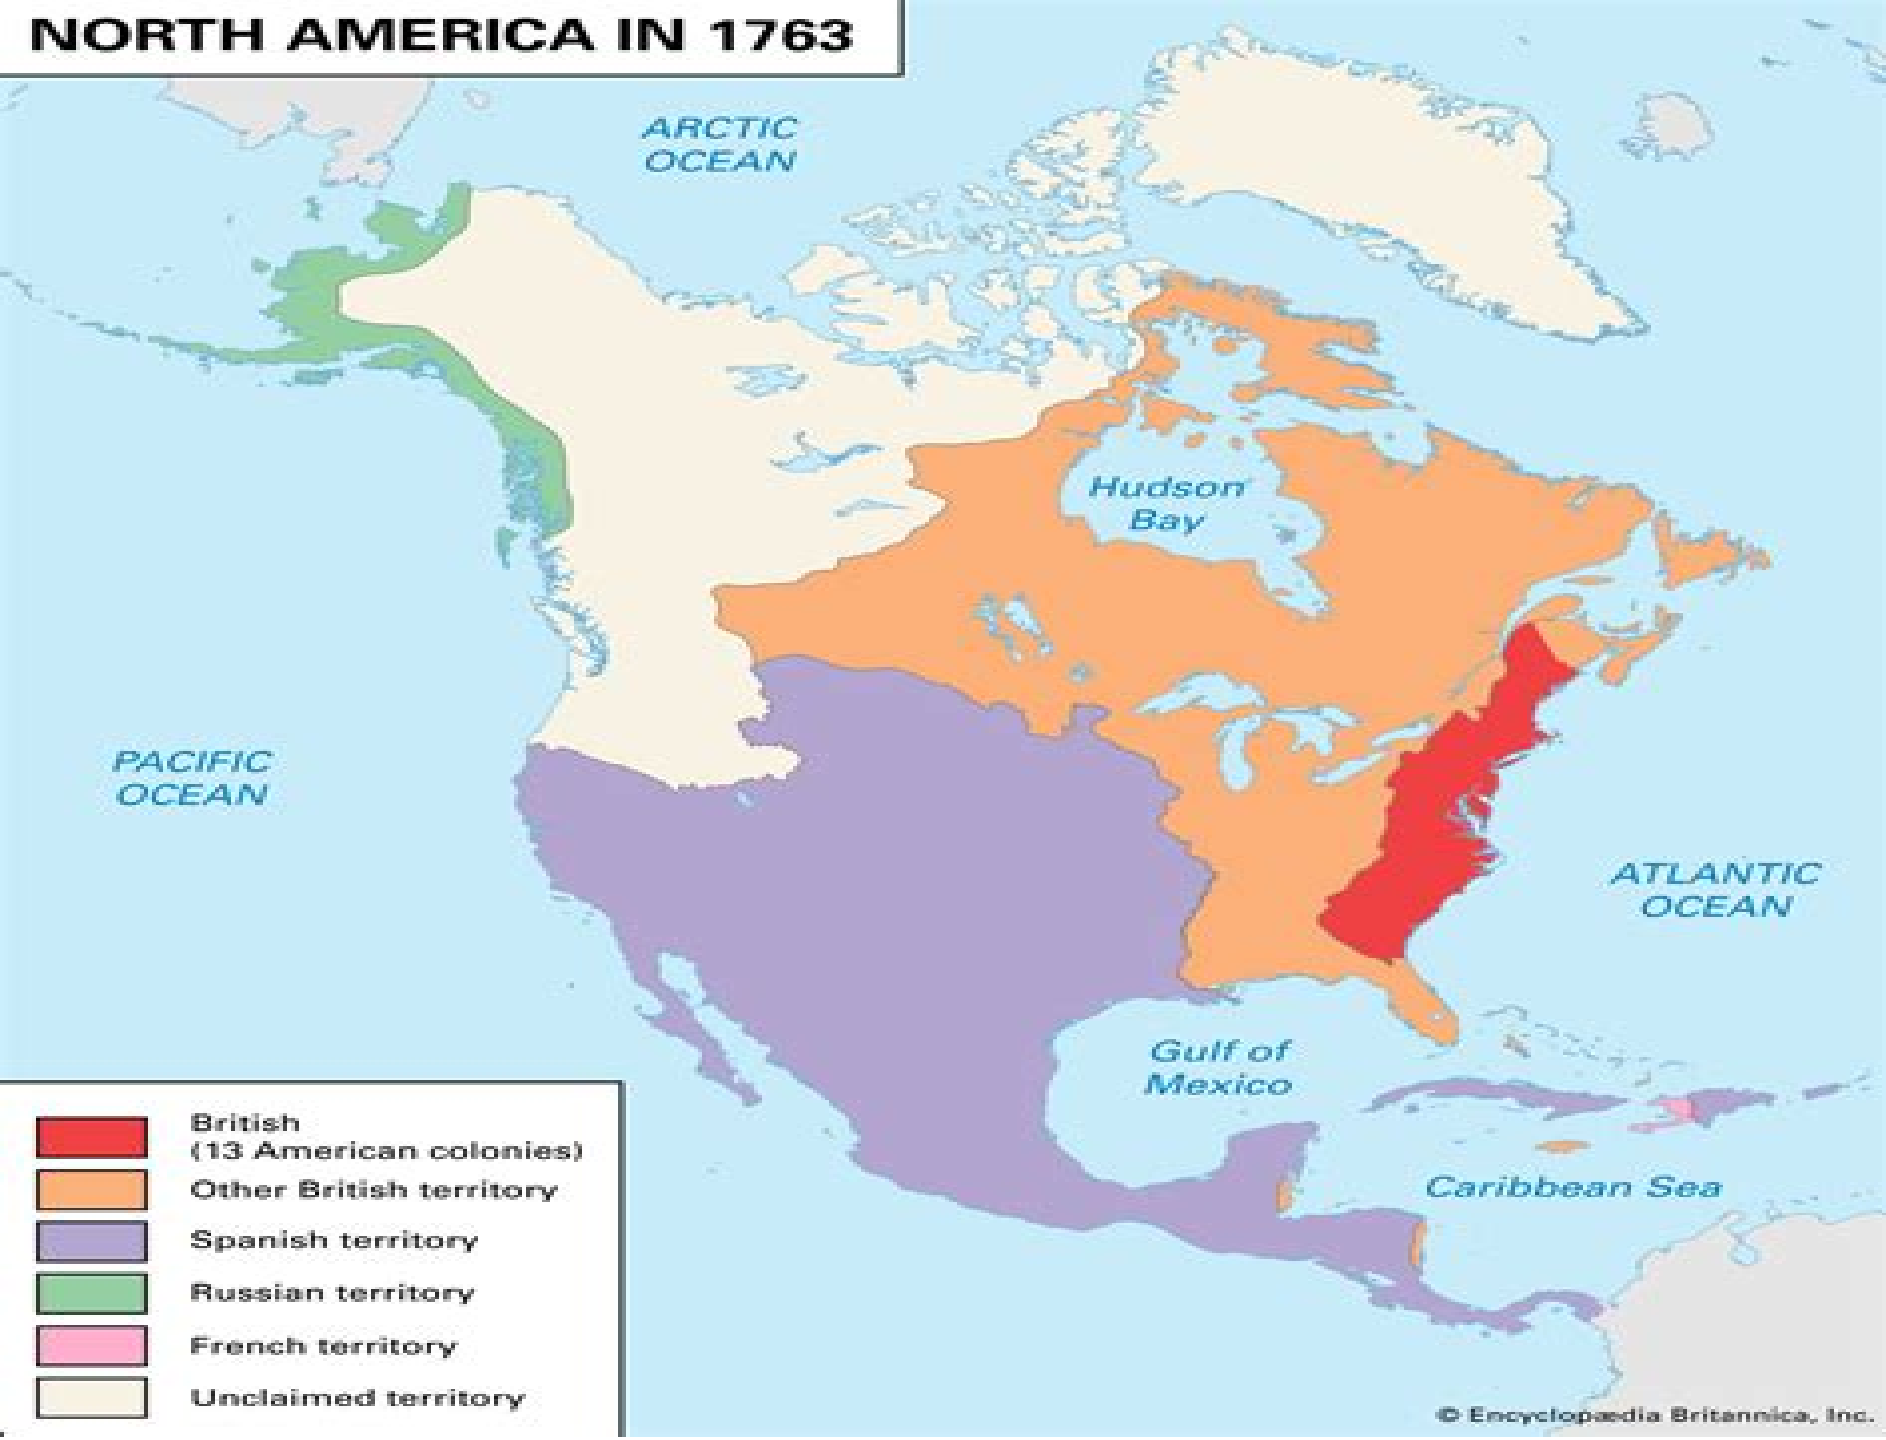 NORTH AMERICA IN 1763
ARCTIC
OCEAN
Hudson
Bay
PACIFIC
OCEAN
ATLANTIC
OCEAN
Gulf of
Mexico
Caribbean Sea
British
(13 American colonies)
Other British territory
Spanish territory
Russian territory
French territory
Unclaimed territory
© Encyclopædia Britannica, Inc.